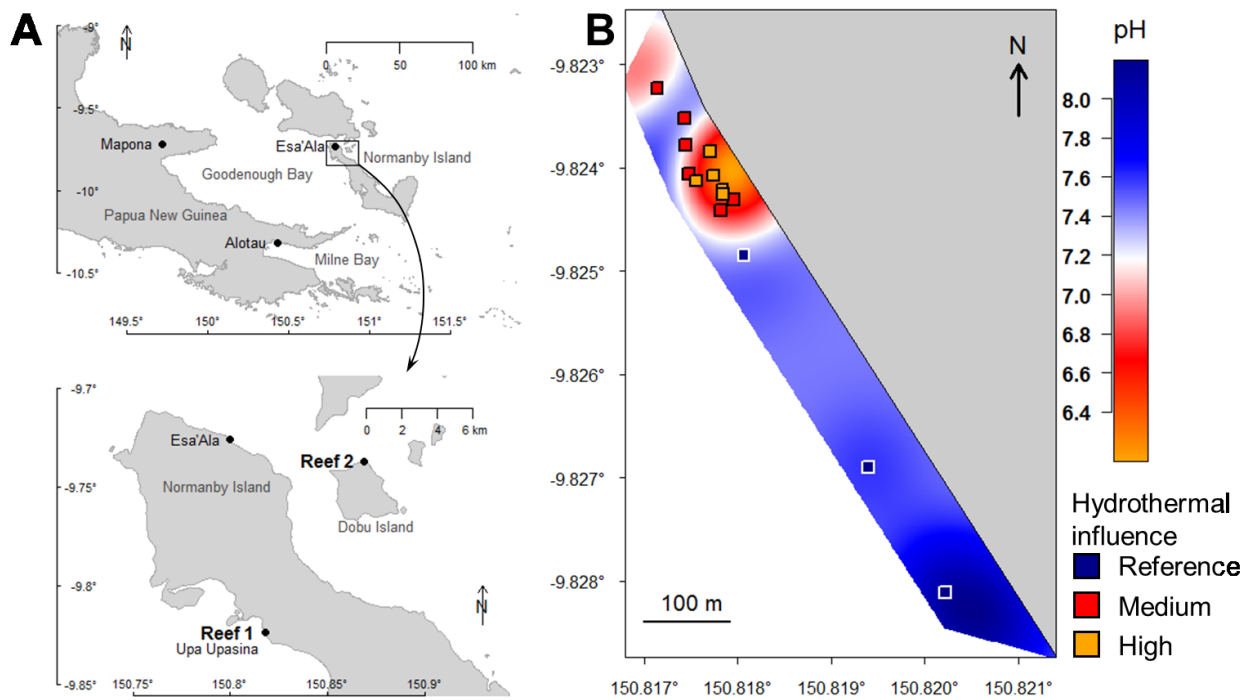 A
-9°
N
0 50 100 km
-9.5°
Mapona
Esa'Ala
Normanby Island
Goodenough Bay
-10°
Papua New Guinea
Alotau
Milne Bay
-10.5°
149.5° 150° 150.5° 151° 151.5°
-9.7°
0 2 4 6 km
Esa'Ala
Reef 2
-9.75°
Normanby Island
Dobu Island
-9.8°
N
Reef 1
Upa Upasina
-9.85°
150.75° 150.8° 150.85° 150.9°
B
-9.823°
-9.824°
-9.825°
-9.826°
-9.827°
-9.828°
N
100 m
150.817° 150.818° 150.819° 150.820° 150.821°
pH
8.0
7.8
7.6
7.4
7.2
7.0
6.8
6.6
6.4
Hydrothermal
influence
Reference
Medium
High